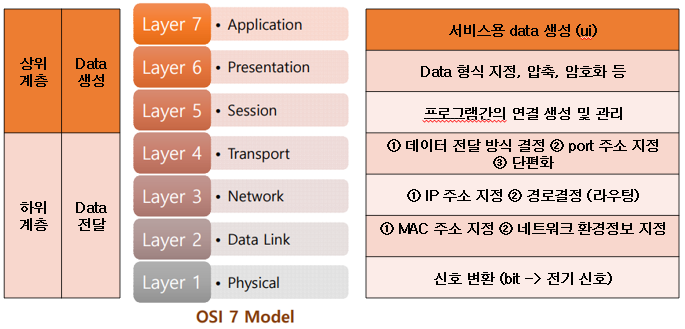 상위
계층
Data
생성
하위
계층
Data
전달
Layer 7 • Application
Layer 6 • Presentation
Layer 5 • Session
Layer 4 • Transport
Layer 3 • Network
Layer 2 • Data Link
Layer 1 • Physical
OSI 7 Model
서비스용 data 생성 (ui)
Data 형식 지정, 압축, 암호화 등
프로그램간의 연결 생성 및 관리
① 데이터 전달 방식 결정 ② port 주소 지정
③ 단편화
① IP 주소 지정 ② 경로결정 (라우팅)
① MAC 주소 지정 ② 네트워크 환경정보 지정
신호 변환 (bit -> 전기 신호)